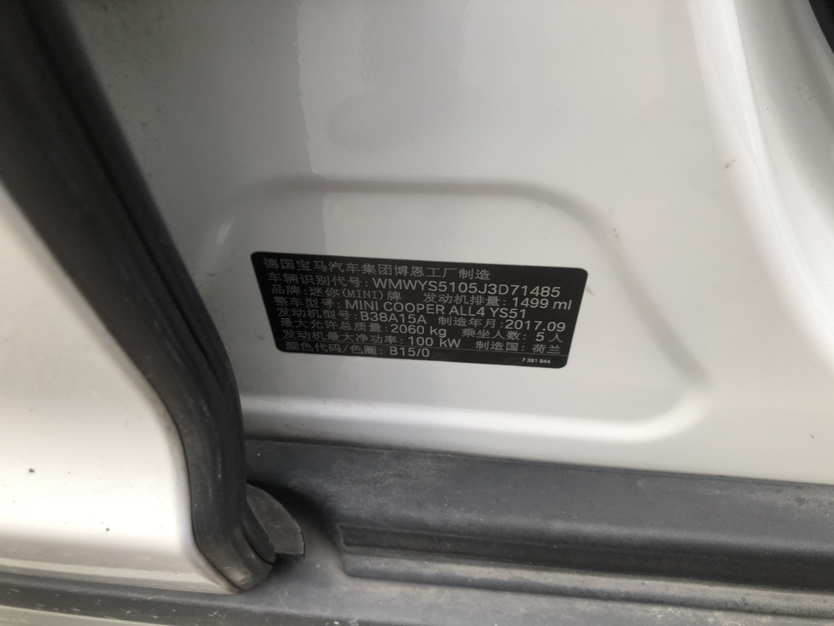 德国宝马汽车集团博恩工厂制造
车辆识别代号: WMWYS5105J3D71485
品牌: 迷你(MINI)牌 发动机排量: 1499 ml
整车型号: MINI COOPER ALL4 YS51
发动机型号: B38A15A 制造年月: 2017.09
最大允许总质量: 2060 kg 乘坐人数: 5 人
发动机最大净功率: 100 kW 制造国: 荷兰
颜色代码/色圈: B15/0
7 391 844